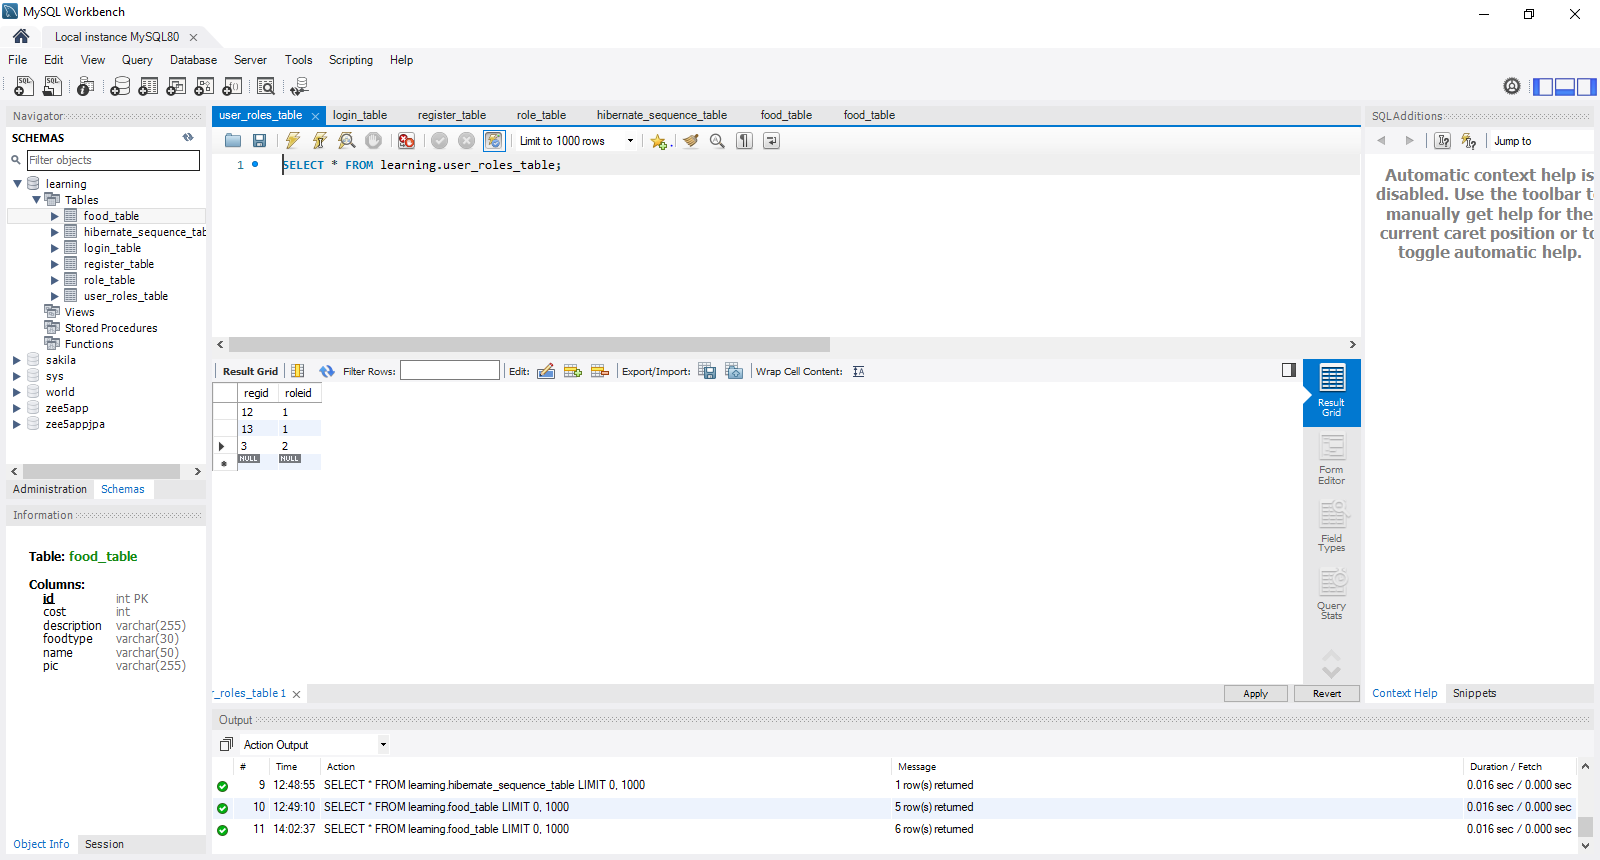 MySQL Workbench
Local instance MySQL80
File Edit View Query Database Server Tools Scripting Help
Navigator
SCHEMAS
Filter objects
learning
Tables
food_table
hibernate_sequence_tab
login_table
register_table
role_table
user_roles_table
Views
Stored Procedures
Functions
sakila
sys
world
zee5app
zee5appjpa
Administration Schemas
Information
Table: food_table
Columns:
id int PK
cost int
description varchar(255)
foodtype varchar(30)
name varchar(50)
pic varchar(255)
Object Info Session
user_roles_table login_table register_table role_table hibernate_sequence_table food_table food_table
Limit to 1000 rows
1 SELECT * FROM learning.user_roles_table;
Result Grid Filter Rows: Edit: Export/Import: Wrap Cell Content:
regid roleid
12 1
13 1
3 2
NULL NULL
Result
Grid
Form
Editor
Field
Types
Query
Stats
r_roles_table 1
Apply Revert
SQLAdditions
Jump to
Automatic context help is
disabled. Use the toolbar t
manually get help for the
current caret position or to
toggle automatic help.
Context Help Snippets
Output
Action Output
# Time Action Message Duration / Fetch
9 12:48:55 SELECT * FROM learning.hibernate_sequence_table LIMIT 0, 1000 1 row(s) returned 0.016 sec / 0.000 sec
10 12:49:10 SELECT * FROM learning.food_table LIMIT 0, 1000 5 row(s) returned 0.016 sec / 0.000 sec
11 14:02:37 SELECT * FROM learning.food_table LIMIT 0, 1000 6 row(s) returned 0.016 sec / 0.000 sec